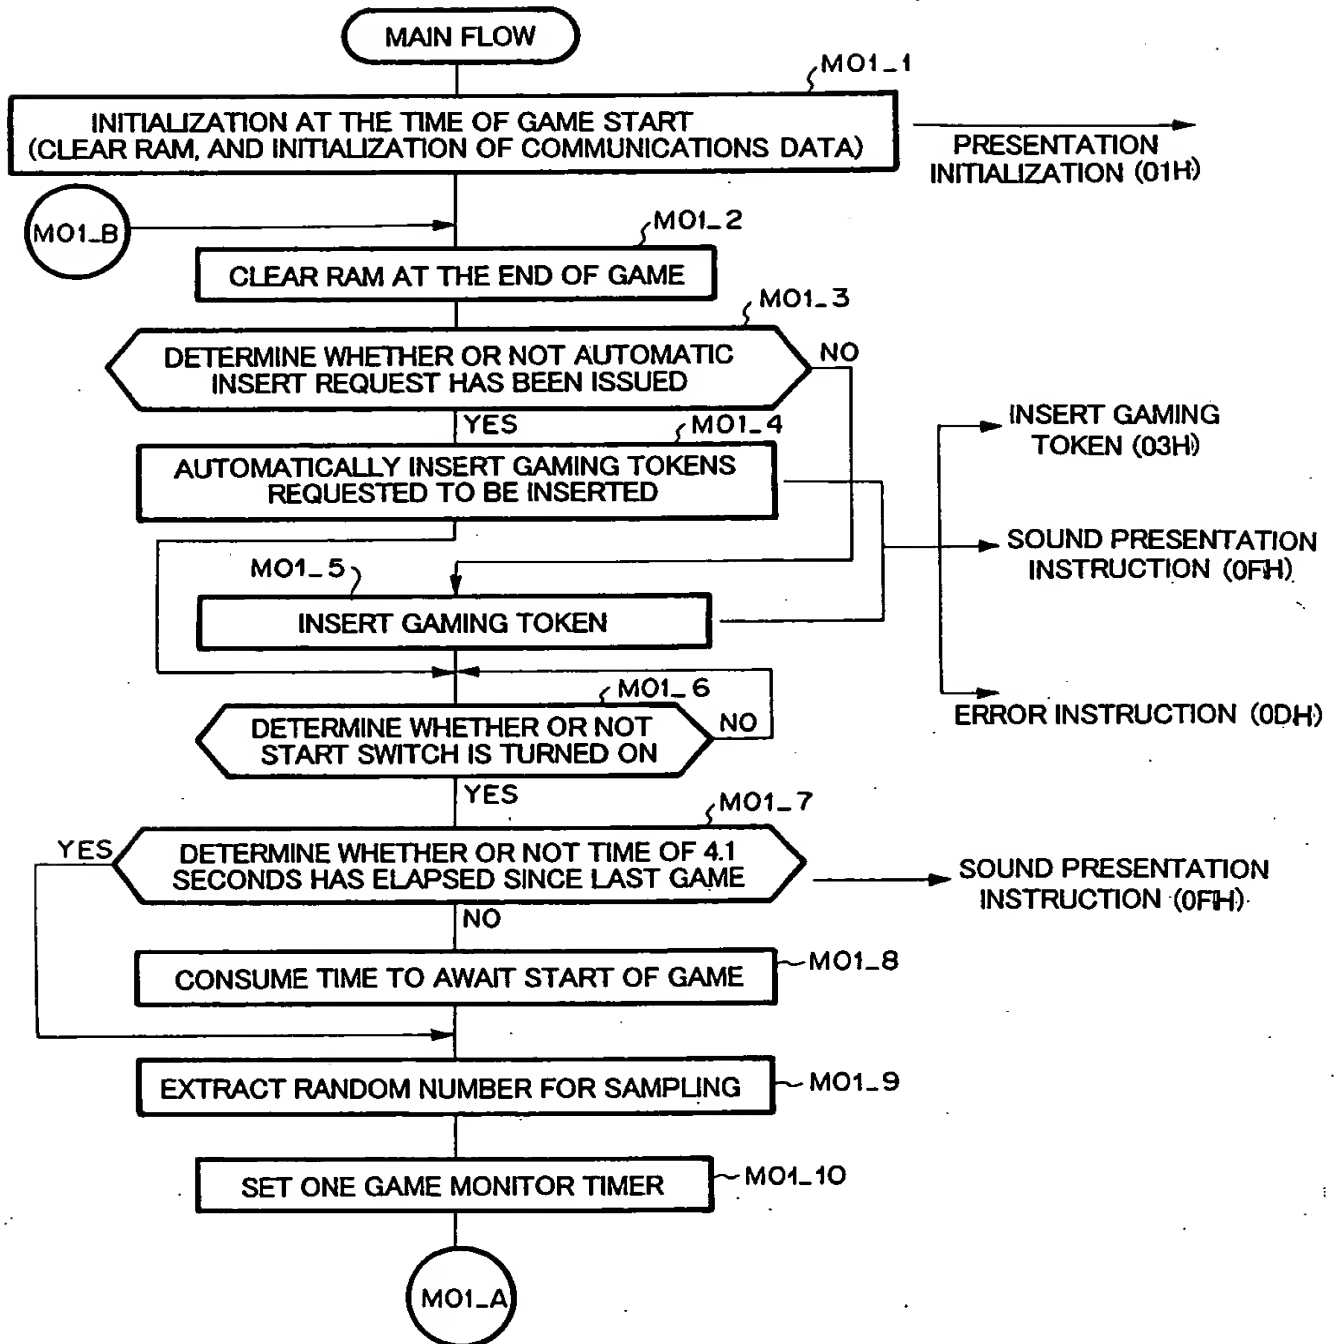 MAIN FLOW
M01_1
INITIALIZATION AT THE TIME OF GAME START
(CLEAR RAM, AND INITIALIZATION OF COMMUNICATIONS DATA)
PRESENTATION
INITIALIZATION (01H)
M01_B
M01_2
CLEAR RAM AT THE END OF GAME
M01_3
DETERMINE WHETHER OR NOT AUTOMATIC
INSERT REQUEST HAS BEEN ISSUED
NO
YES
M01_4
AUTOMATICALLY INSERT GAMING TOKENS
REQUESTED TO BE INSERTED
INSERT GAMING
TOKEN (03H)
SOUND PRESENTATION
INSTRUCTION (0FH)
M01_5
INSERT GAMING TOKEN
M01_6
DETERMINE WHETHER OR NOT
START SWITCH IS TURNED ON
NO
ERROR INSTRUCTION (0DH)
YES
M01_7
YES
DETERMINE WHETHER OR NOT TIME OF 4.1
SECONDS HAS ELAPSED SINCE LAST GAME
SOUND PRESENTATION
INSTRUCTION (0FH)
NO
CONSUME TIME TO AWAIT START OF GAME
M01_8
EXTRACT RANDOM NUMBER FOR SAMPLING
M01_9
SET ONE GAME MONITOR TIMER
M01_10
M01_A